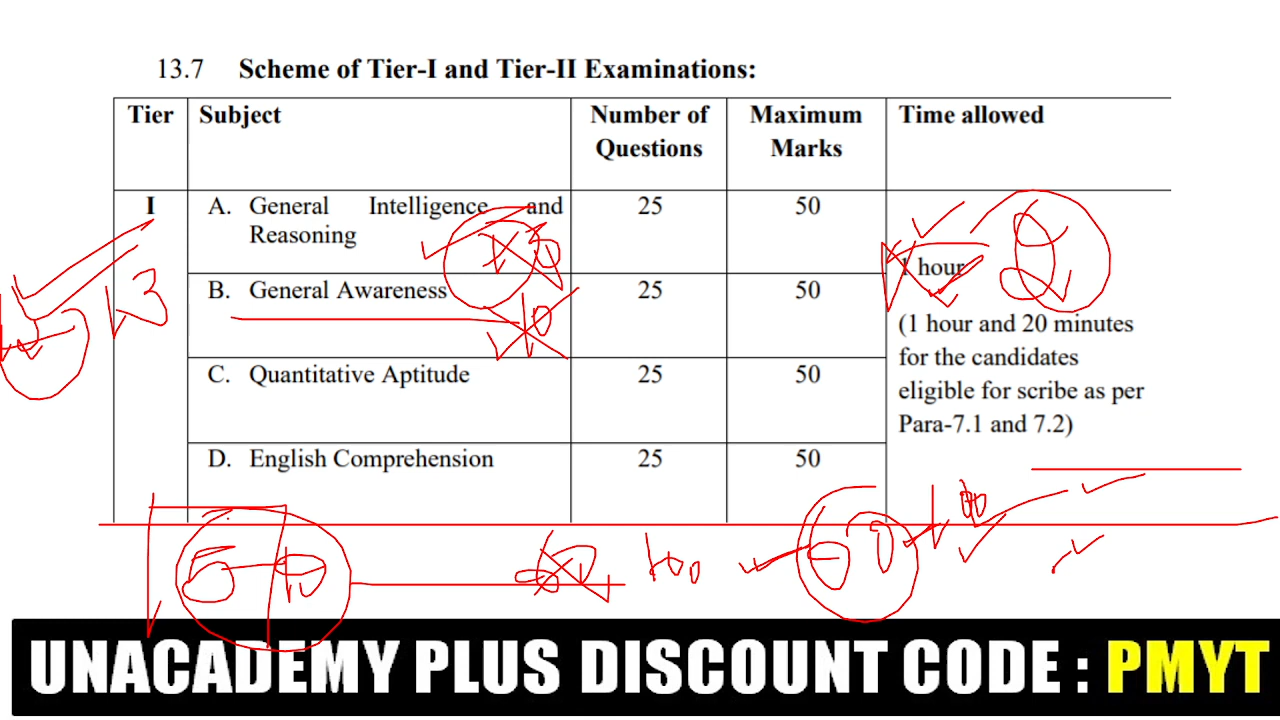 13.7 Scheme of Tier-I and Tier-II Examinations:
Tier Subject Number of Questions Maximum Marks Time allowed
I A. General Intelligence and Reasoning 25 50
1 hour
B. General Awareness 25 50
(1 hour and 20 minutes
for the candidates
eligible for scribe as per
Para-7.1 and 7.2)
C. Quantitative Aptitude 25 50
D. English Comprehension 25 50
UNACADEMY PLUS DISCOUNT CODE : PMYT